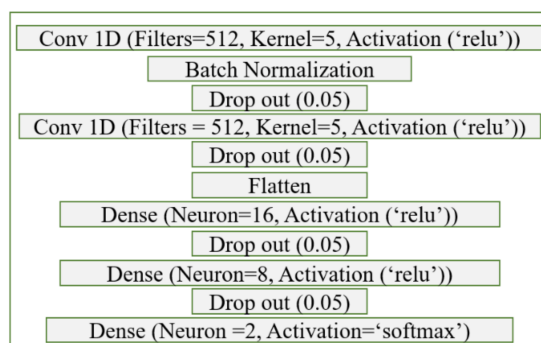 Conv 1D (Filters=512, Kernel=5, Activation (‘relu’))
Batch Normalization
Drop out (0.05)
Conv 1D (Filters = 512, Kernel=5, Activation (‘relu’))
Drop out (0.05)
Flatten
Dense (Neuron=16, Activation (‘relu’))
Drop out (0.05)
Dense (Neuron=8, Activation (‘relu’))
Drop out (0.05)
Dense (Neuron =2, Activation=‘softmax’)